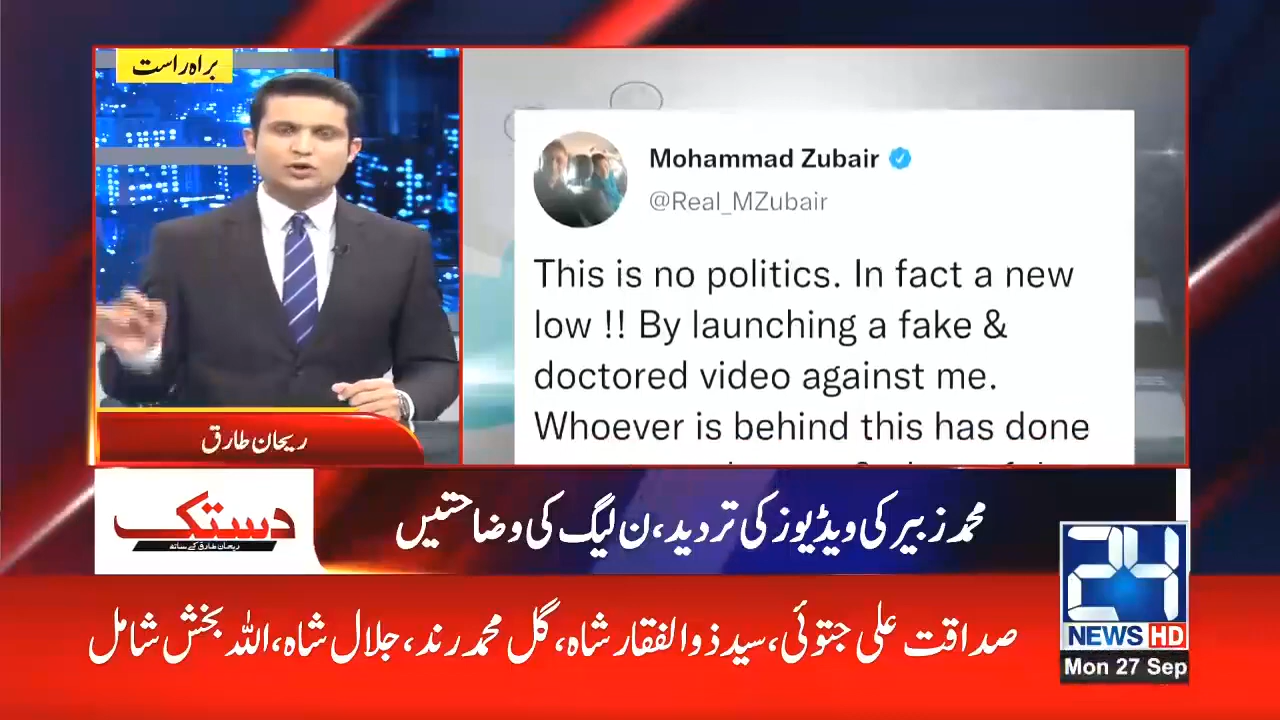 براہ راست
Mohammad Zubair
@Real_MZubair
This is no politics. In fact a new
low !! By launching a fake &
doctored video against me.
Whoever is behind this has done
ریحان طارق
دستک
ریحان طارق کے ساتھ
محمد زبیر کی ویڈیوز کی تردید، ن لیگ کی وضاحتیں
24
NEWS HD
Mon 27 Sep
صداقت علی جتوئی، سید ذوالفقار شاہ، گل محمد رند، جلال شاہ، اللہ بخش شامل